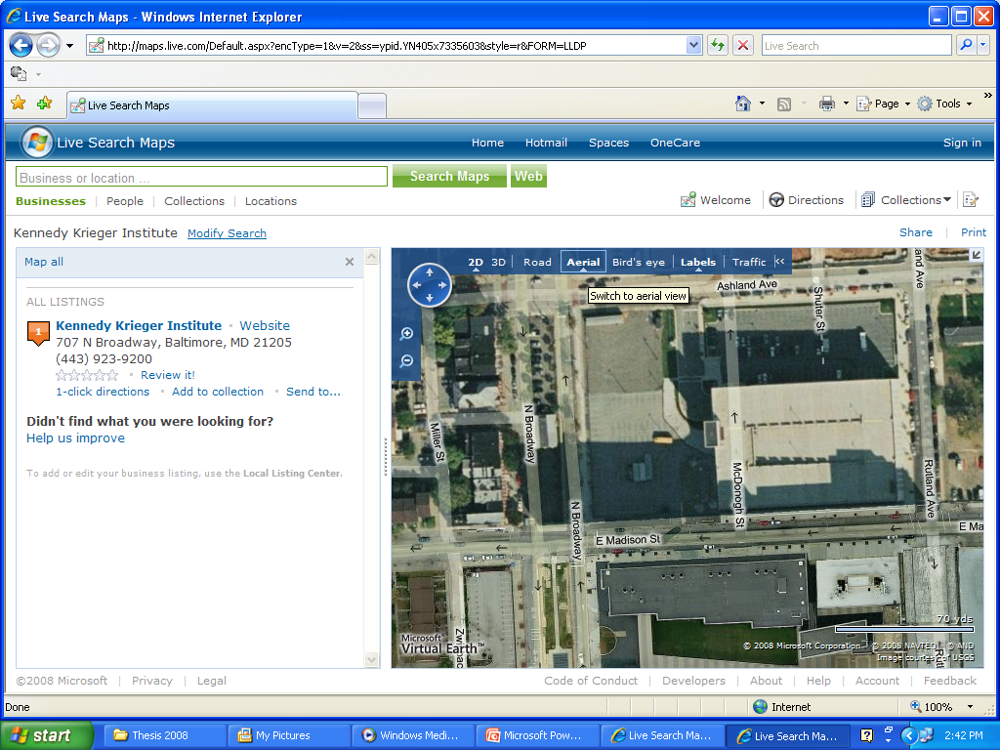 Live Search Maps - Windows Internet Explorer
http://maps.live.com/Default.aspx?encType=1&v=2&ss=ypid.YN405x7335603&style=r&FORM=LLDP
Live Search
Live Search Maps
Page
Tools
Live Search Maps
Home Hotmail Spaces OneCare Sign in
Business or location ...
Search Maps
Web
Businesses | People | Collections | Locations
Welcome | Directions | Collections
Kennedy Krieger Institute Modify Search
Share | Print
Map all
ALL LISTINGS
1
Kennedy Krieger Institute Website
707 N Broadway, Baltimore, MD 21205
(443) 923-9200
Review it!
1-click directions Add to collection Send to...
Didn't find what you were looking for?
Help us improve
To add or edit your business listing, use the Local Listing Center.
2D 3D | Road Aerial Bird's eye | Labels | Traffic <<
Switch to aerial view
Ashland Ave
Shuter St
and Ave
Miller St
N Broadway
N Broadway
McDonogh St
Rutland Ave
E Madison St
E Ma
Zw
Microsoft
Virtual Earth™
70 yds
© 2008 Microsoft Corporation © 2008 NAVTEQ © AND
Image courtesy of USGS
©2008 Microsoft | Privacy | Legal
Code of Conduct | Developers | About | Help | Account | Feedback
Done
Internet
100%
start
Thesis 2008
My Pictures
Windows Medi...
Microsoft Pow...
Live Search Ma...
Live Search Ma...
2:42 PM